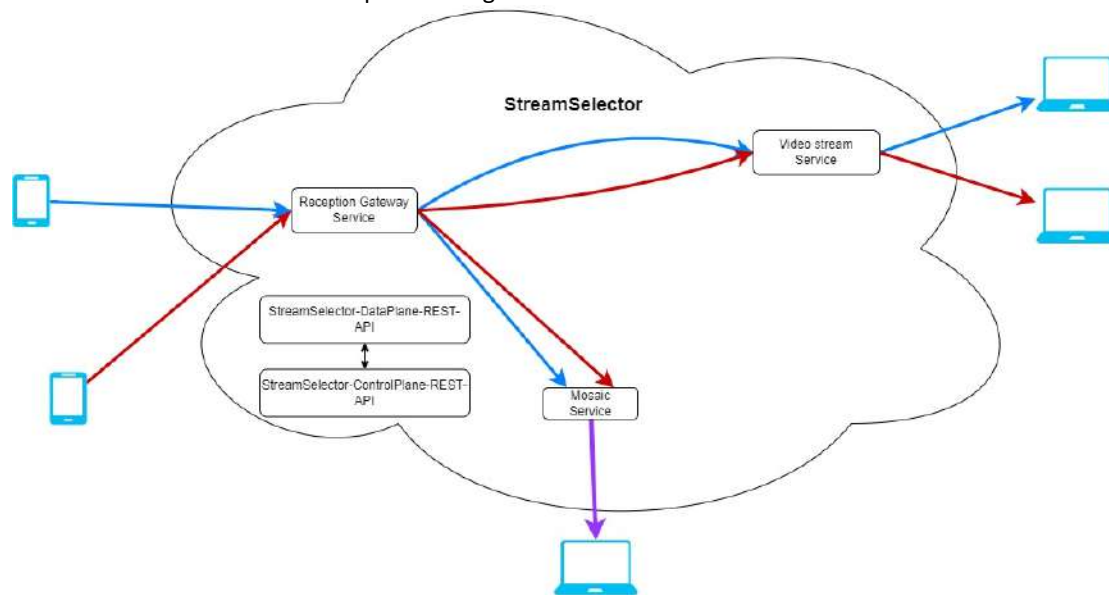 StreamSelector
Video stream
Service
Reception Gateway
Service
StreamSelector-DataPlane-REST-
API
StreamSelector-ControlPlane-REST-
API
Mosaic
Service